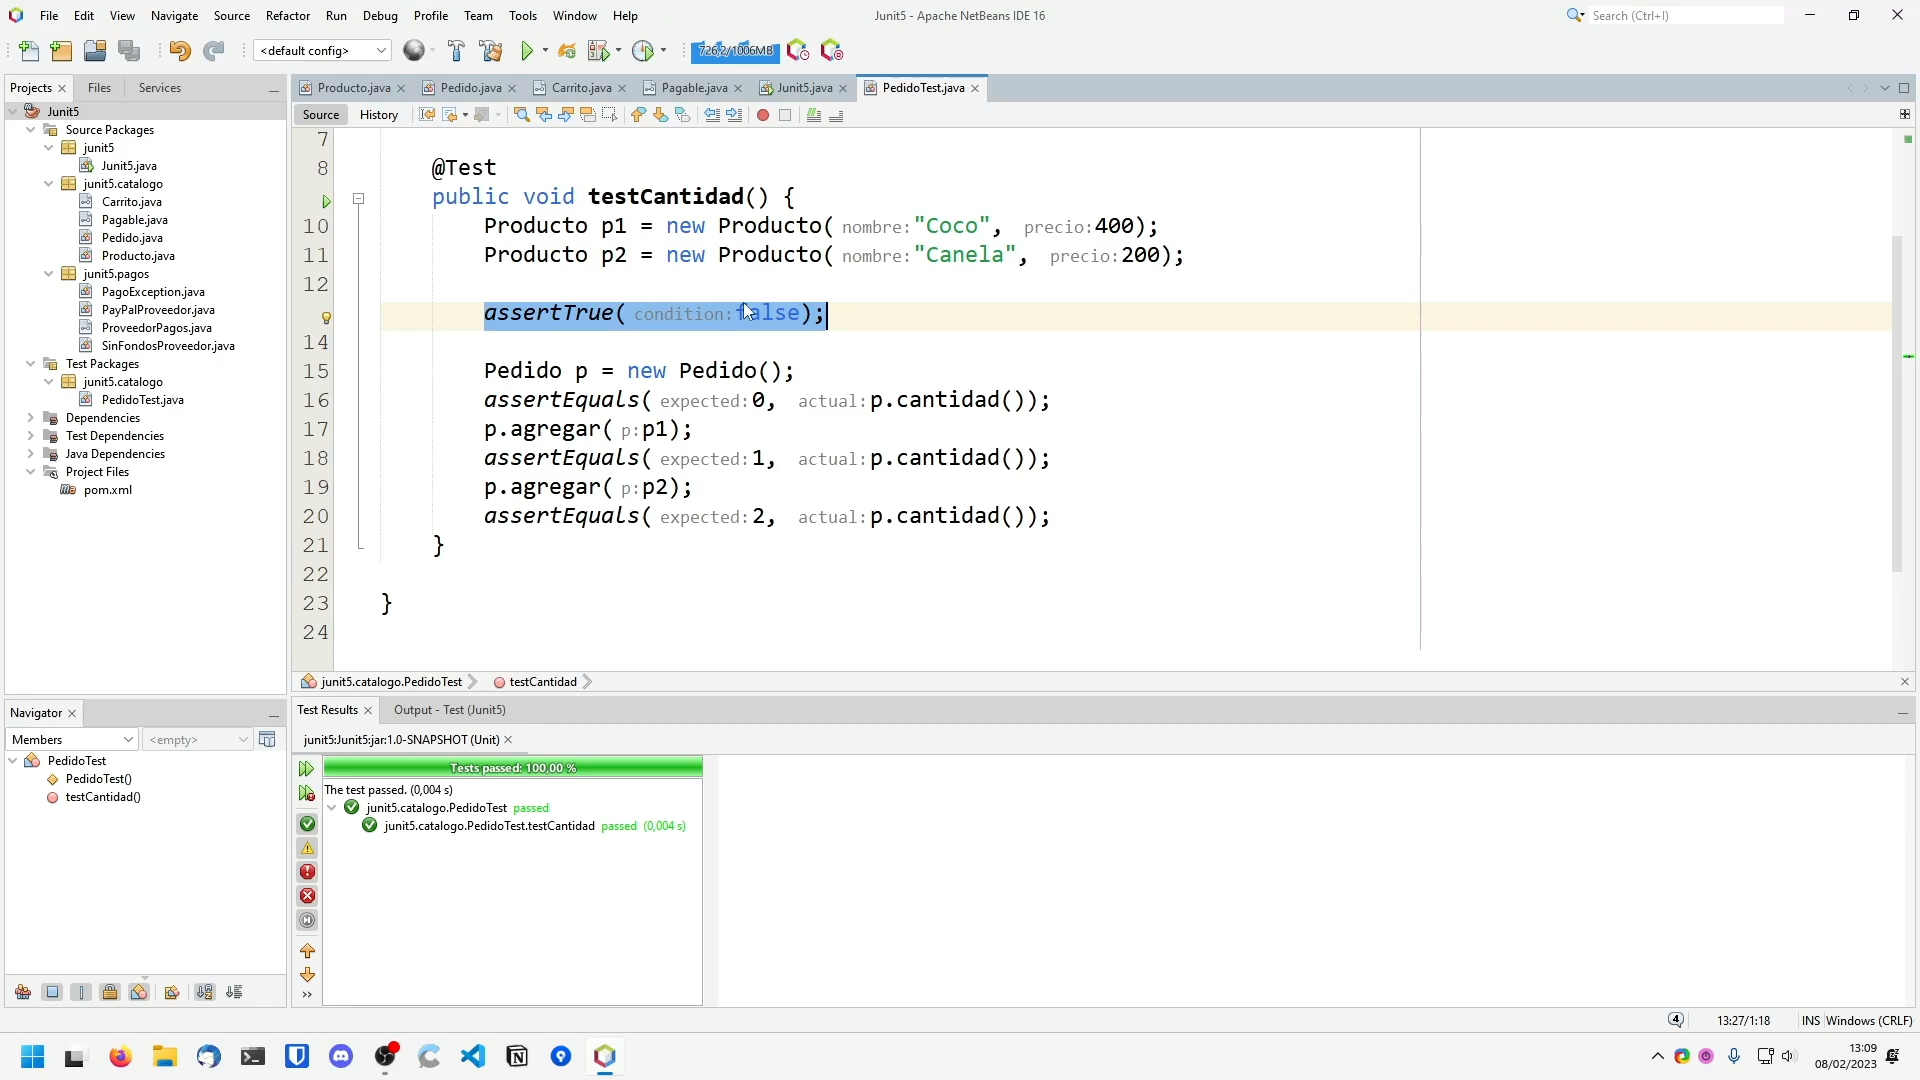 File Edit View Navigate Source Refactor Run Debug Profile Team Tools Window Help
Junit5 - Apache NetBeans IDE 16
Search (Ctrl+I)
<default config>
726,2/1006MB
Projects Files Services
Producto.java Pedido.java Carrito.java Pagable.java Junit5.java PedidoTest.java
Source History
Junit5
Source Packages
junit5
Junit5.java
junit5.catalogo
Carrito.java
Pagable.java
Pedido.java
Producto.java
junit5.pagos
PagoException.java
PayPalProveedor.java
ProveedorPagos.java
SinFondosProveedor.java
Test Packages
junit5.catalogo
PedidoTest.java
Dependencies
Test Dependencies
Java Dependencies
Project Files
pom.xml
7
8 @Test
public void testCantidad() {
10 Producto p1 = new Producto( nombre: "Coco", precio: 400);
11 Producto p2 = new Producto( nombre: "Canela", precio: 200);
12
assertTrue( condition: false);
14
15 Pedido p = new Pedido();
16 assertEquals( expected: 0, actual: p.cantidad());
17 p.agregar( p: p1);
18 assertEquals( expected: 1, actual: p.cantidad());
19 p.agregar( p: p2);
20 assertEquals( expected: 2, actual: p.cantidad());
21 }
22
23 }
24
junit5.catalogo.PedidoTest testCantidad
Navigator
Members <empty>
PedidoTest
PedidoTest()
testCantidad()
Test Results Output - Test (Junit5)
junit5:Junit5:jar:1.0-SNAPSHOT (Unit)
Tests passed: 100,00 %
The test passed. (0,004 s)
junit5.catalogo.PedidoTest passed
junit5.catalogo.PedidoTest.testCantidad passed (0,004 s)
4 13:27/1:18 INS Windows (CRLF)
13:09
08/02/2023